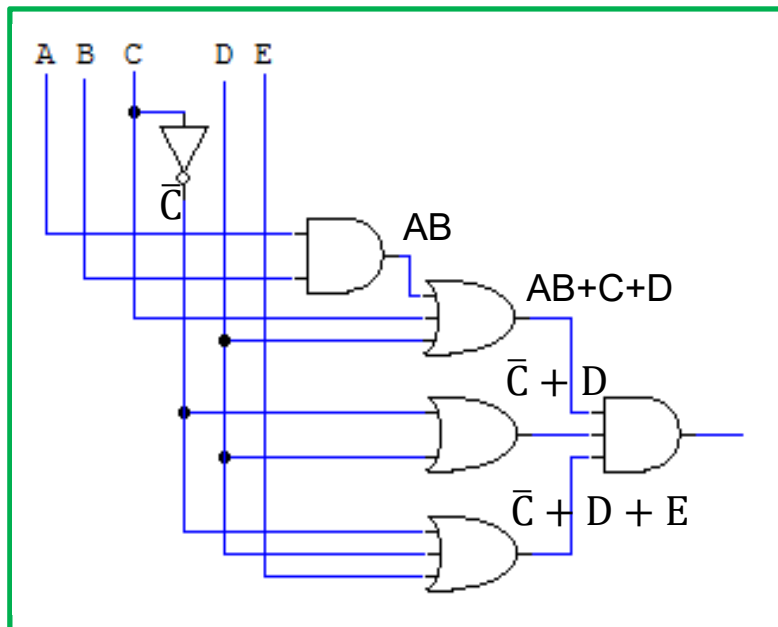 A B C D E
C̅
AB
AB+C+D
C̅ + D
C̅ + D + E